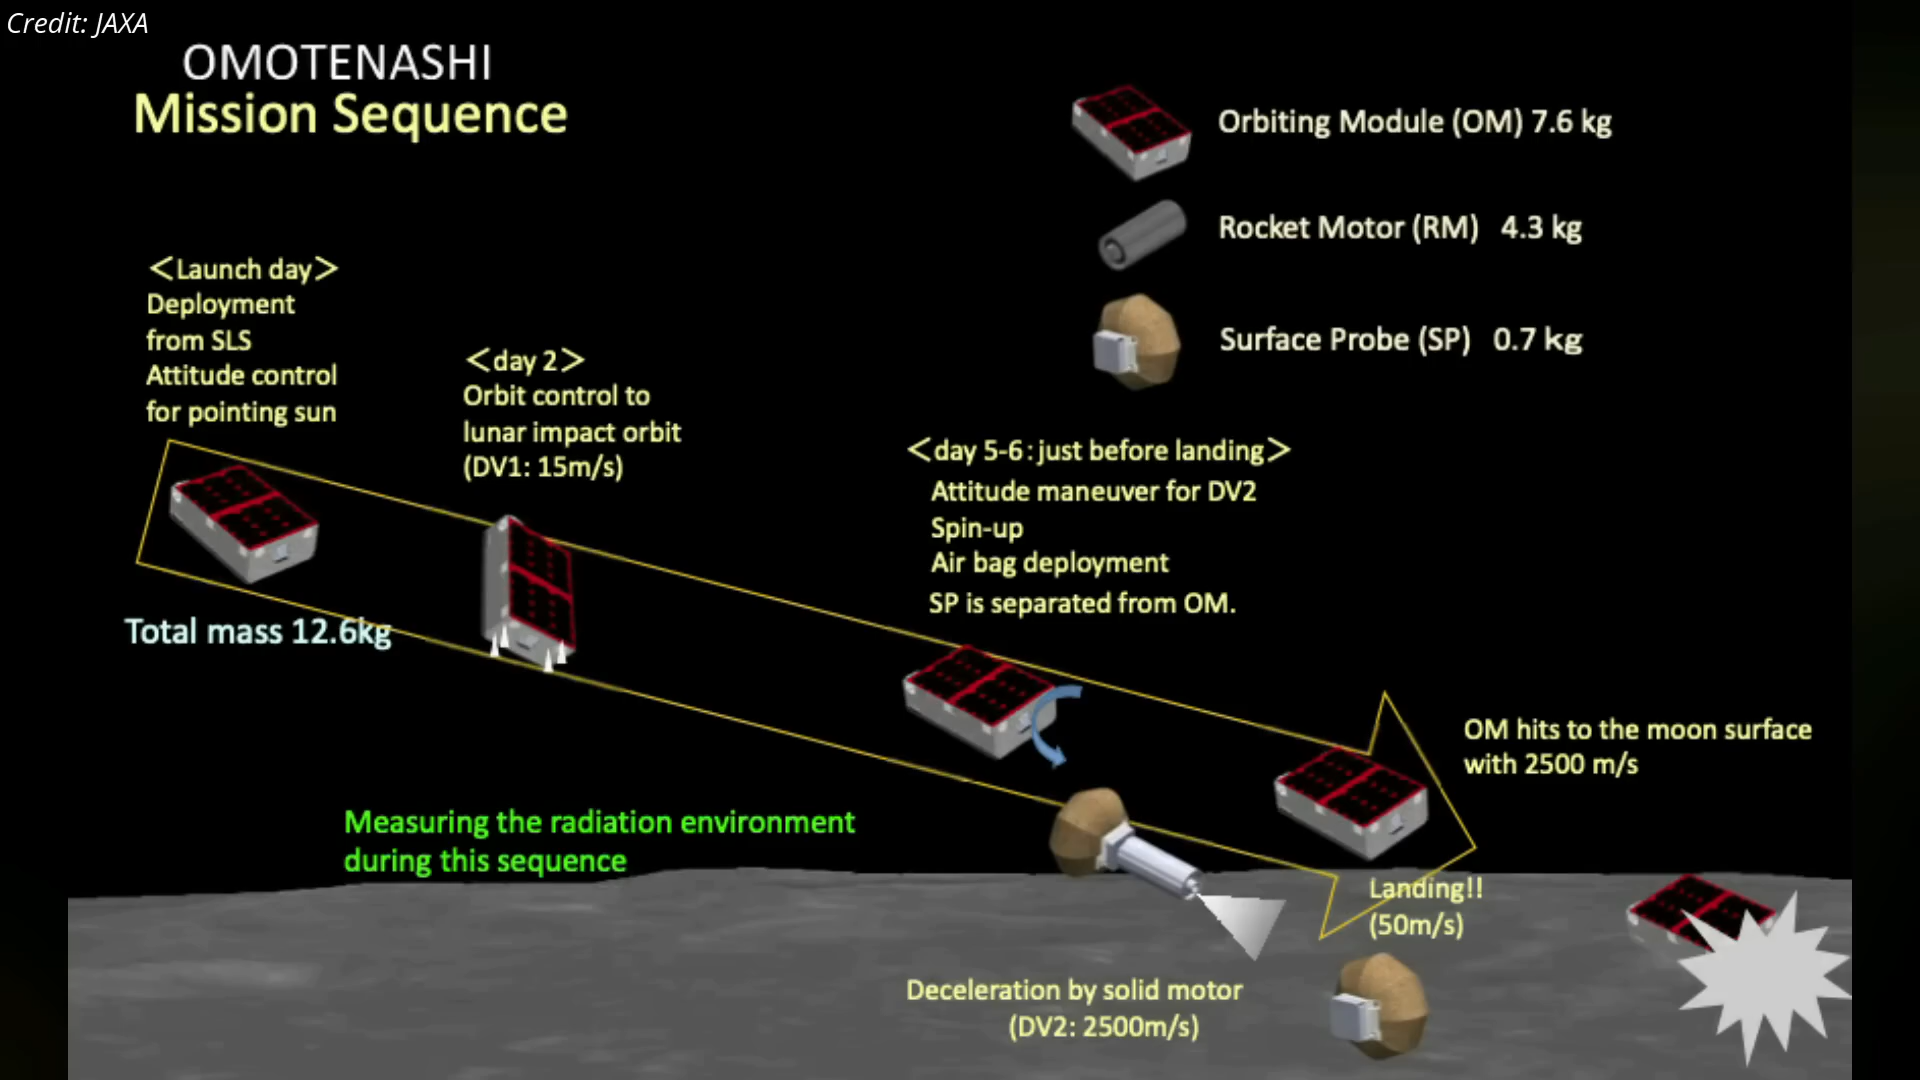 Credit: JAXA
OMOTENASHI
Mission Sequence
Orbiting Module (OM) 7.6 kg
Rocket Motor (RM) 4.3 kg
Surface Probe (SP) 0.7 kg
<Launch day>
Deployment
from SLS
Attitude control
for pointing sun
<day 2>
Orbit control to
lunar impact orbit
(DV1: 15m/s)
<day 5-6: just before landing>
Attitude maneuver for DV2
Spin-up
Air bag deployment
SP is separated from OM.
Total mass 12.6kg
OM hits to the moon surface
with 2500 m/s
Measuring the radiation environment
during this sequence
Landing!!
(50m/s)
Deceleration by solid motor
(DV2: 2500m/s)